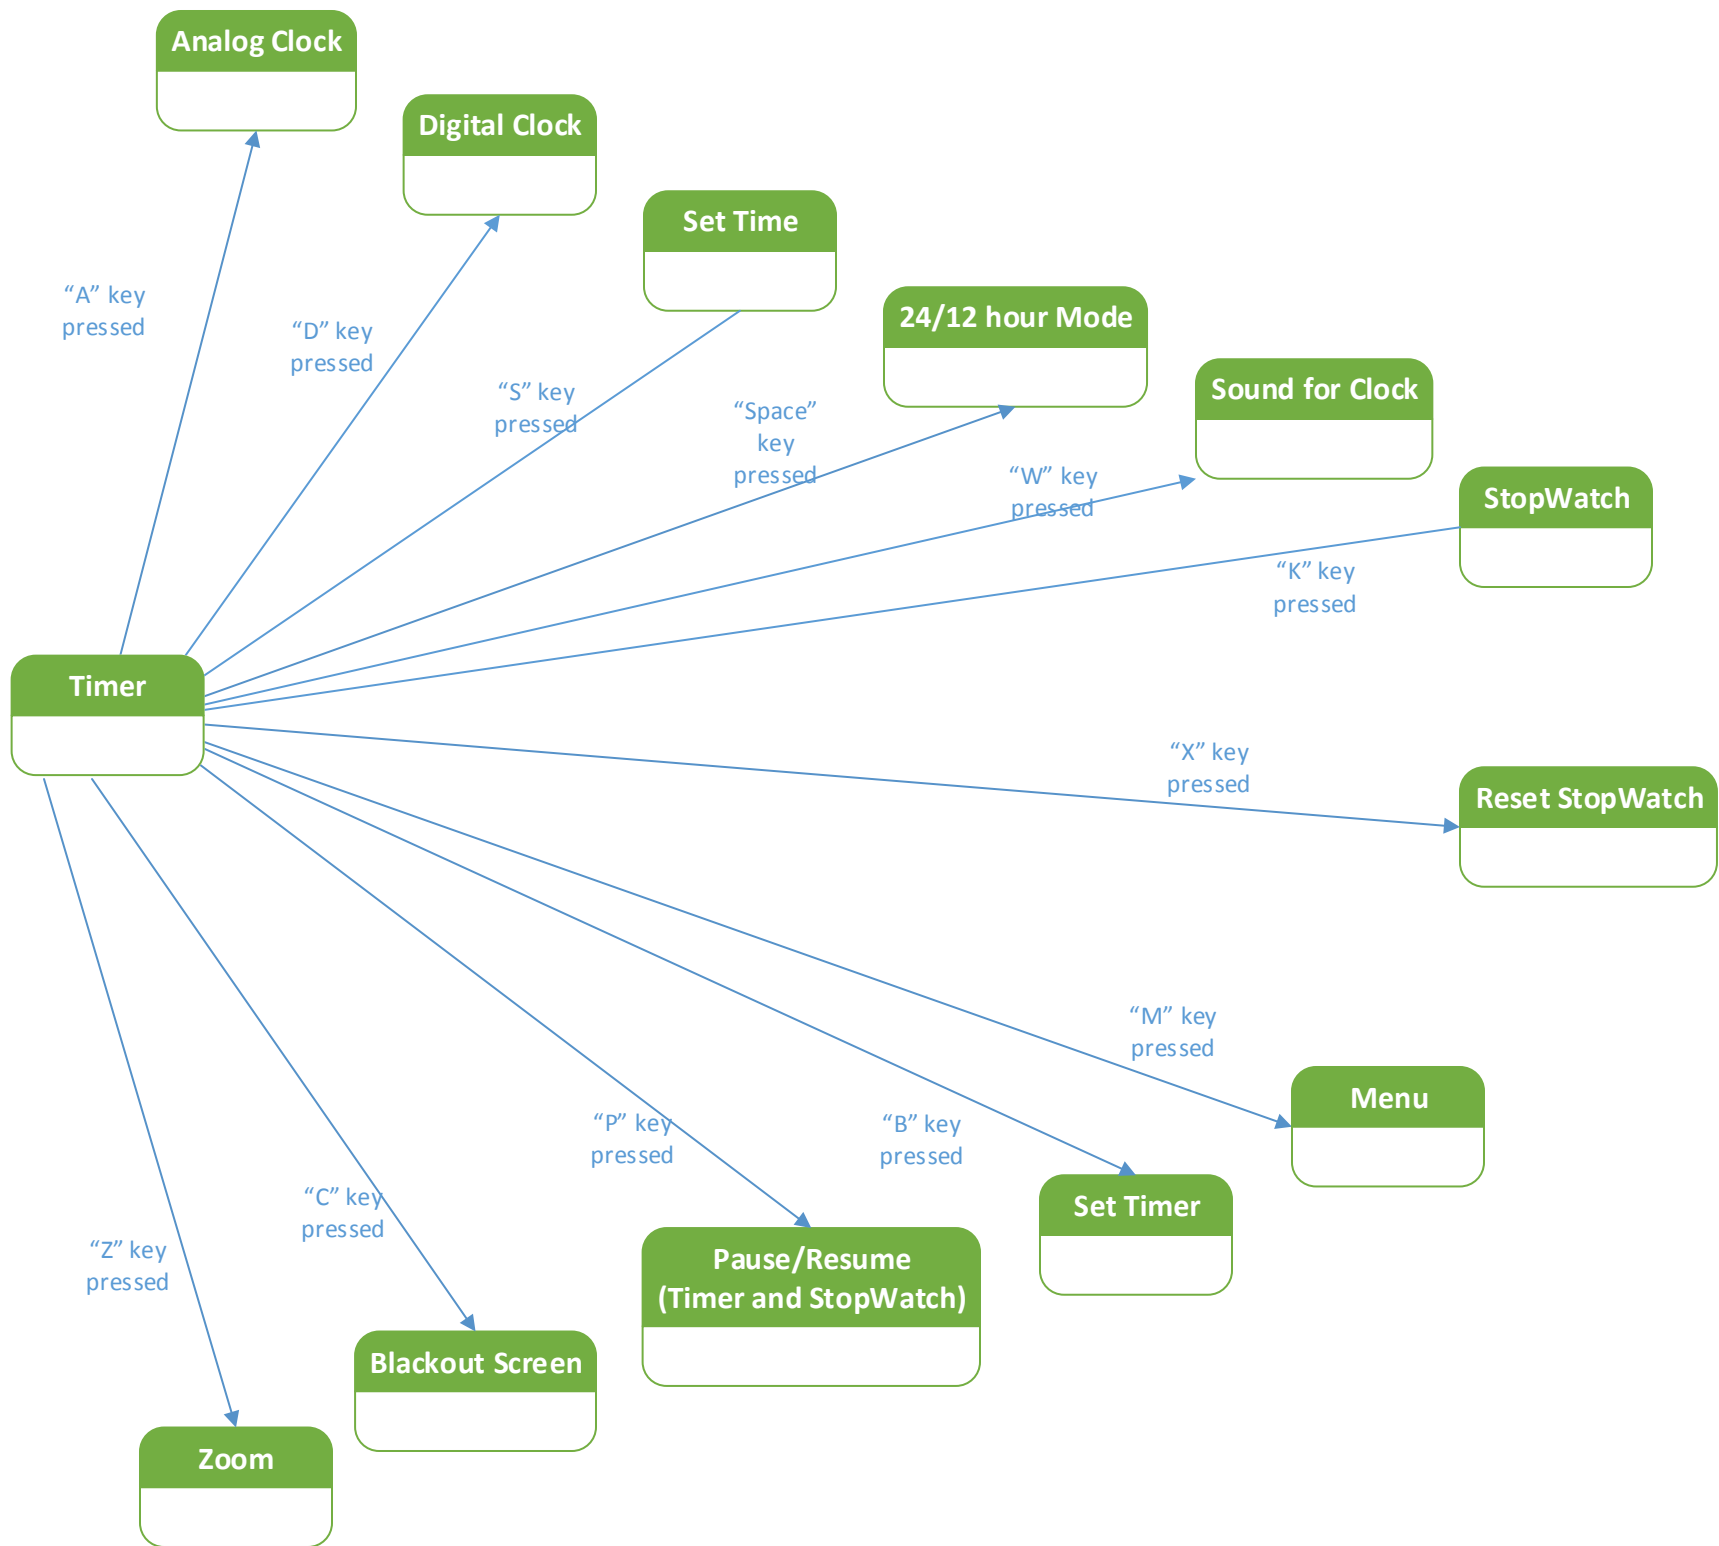 Analog Clock
Digital Clock
Set Time
24/12 hour Mode
Sound for Clock
StopWatch
“A” key
pressed
“D” key
pressed
“S” key
pressed
“Space”
key
pressed
“W” key
pressed
“K” key
pressed
Timer
“X” key
pressed
Reset StopWatch
“M” key
pressed
Menu
“B” key
pressed
Set Timer
“P” key
pressed
Pause/Resume
(Timer and StopWatch)
“C” key
pressed
Blackout Screen
“Z” key
pressed
Zoom